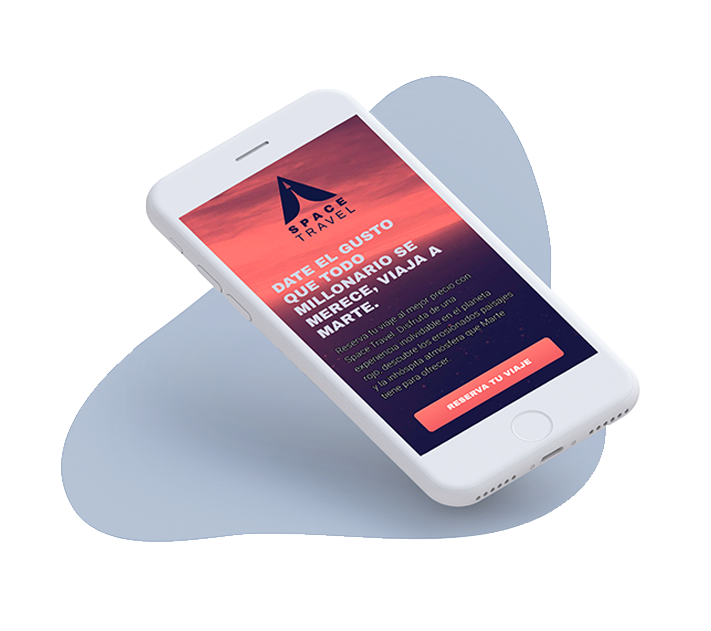 SPACE
TRAVEL
DATE EL GUSTO
QUE TODO
MILLONARIO SE
MERECE, VIAJA A
MARTE.
Reserva tu viaje al mejor precio con
Space Travel. Disfruta de una
experiencia inolvidable en el planeta
rojo, descubre los erosionados paisajes
y la inhóspita atmósfera que Marte
tiene para ofrecer.
RESERVA TU VIAJE